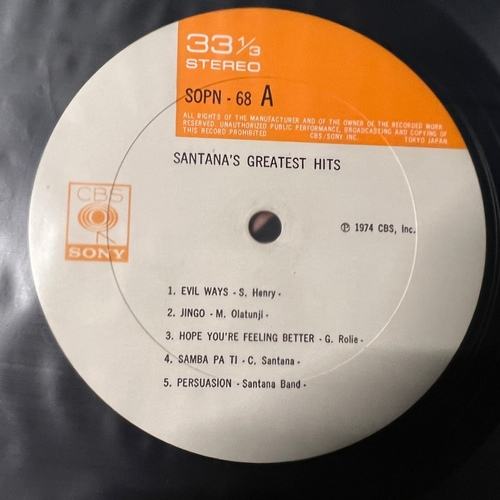 33 1/3
STEREO
SOPN - 68 A
ALL RIGHTS OF THE MANUFACTURER AND OF THE OWNER OF THE RECORDED WORK
RESERVED. UNAUTHORIZED PUBLIC PERFORMANCE, BROADCASTING AND COPYING OF
THIS RECORD PROHIBITED CBS/SONY INC. TOKYO JAPAN
SANTANA'S GREATEST HITS
CBS
SONY
℗ 1974 CBS, Inc.
1. EVIL WAYS - S. Henry -
2. JINGO - M. Olatunji -
3. HOPE YOU'RE FEELING BETTER - G. Rolie -
4. SAMBA PA TI - C. Santana -
5. PERSUASION - Santana Band -